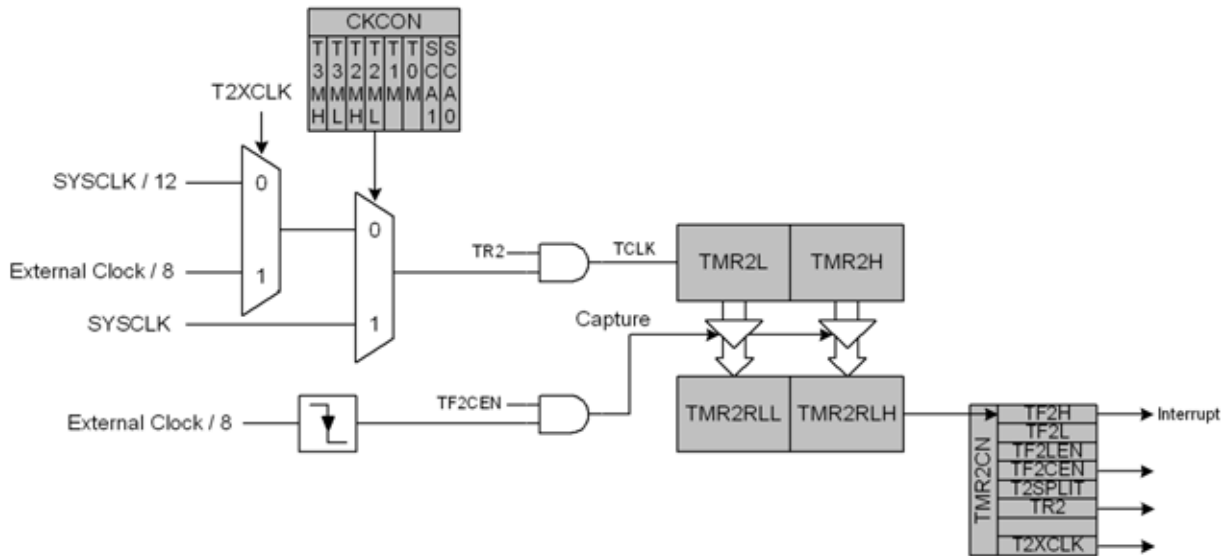 CKCON
T3MH
T3ML
T2MH
T2ML
T1M
T0M
SCA1
SCA0
T2XCLK
SYSCLK / 12
0
External Clock / 8
1
SYSCLK
0
1
TR2
TCLK
TMR2L
TMR2H
Capture
External Clock / 8
TF2CEN
TMR2RLL
TMR2RLH
TMR2CN
TF2H
Interrupt
TF2L
TF2LEN
TF2CEN
T2SPLIT
TR2
T2XCLK